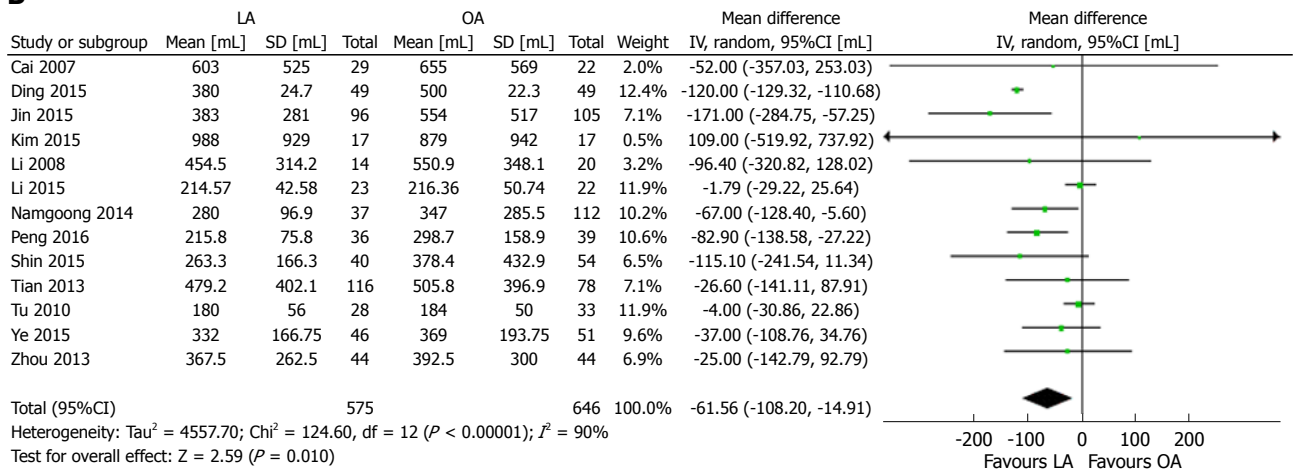 LA OA Mean difference Mean difference
Study or subgroup Mean [mL] SD [mL] Total Mean [mL] SD [mL] Total Weight IV, random, 95%CI [mL] IV, random, 95%CI [mL]
Cai 2007 603 525 29 655 569 22 2.0% -52.00 (-357.03, 253.03)
Ding 2015 380 24.7 49 500 22.3 49 12.4% -120.00 (-129.32, -110.68)
Jin 2015 383 281 96 554 517 105 7.1% -171.00 (-284.75, -57.25)
Kim 2015 988 929 17 879 942 17 0.5% 109.00 (-519.92, 737.92)
Li 2008 454.5 314.2 14 550.9 348.1 20 3.2% -96.40 (-320.82, 128.02)
Li 2015 214.57 42.58 23 216.36 50.74 22 11.9% -1.79 (-29.22, 25.64)
Namgoong 2014 280 96.9 37 347 285.5 112 10.2% -67.00 (-128.40, -5.60)
Peng 2016 215.8 75.8 36 298.7 158.9 39 10.6% -82.90 (-138.58, -27.22)
Shin 2015 263.3 166.3 40 378.4 432.9 54 6.5% -115.10 (-241.54, 11.34)
Tian 2013 479.2 402.1 116 505.8 396.9 78 7.1% -26.60 (-141.11, 87.91)
Tu 2010 180 56 28 184 50 33 11.9% -4.00 (-30.86, 22.86)
Ye 2015 332 166.75 46 369 193.75 51 9.6% -37.00 (-108.76, 34.76)
Zhou 2013 367.5 262.5 44 392.5 300 44 6.9% -25.00 (-142.79, 92.79)
Total (95%CI) 575 646 100.0% -61.56 (-108.20, -14.91)
Heterogeneity: Tau² = 4557.70; Chi² = 124.60, df = 12 (P < 0.00001); I² = 90%
Test for overall effect: Z = 2.59 (P = 0.010)
-200 -100 0 100 200
Favours LA Favours OA